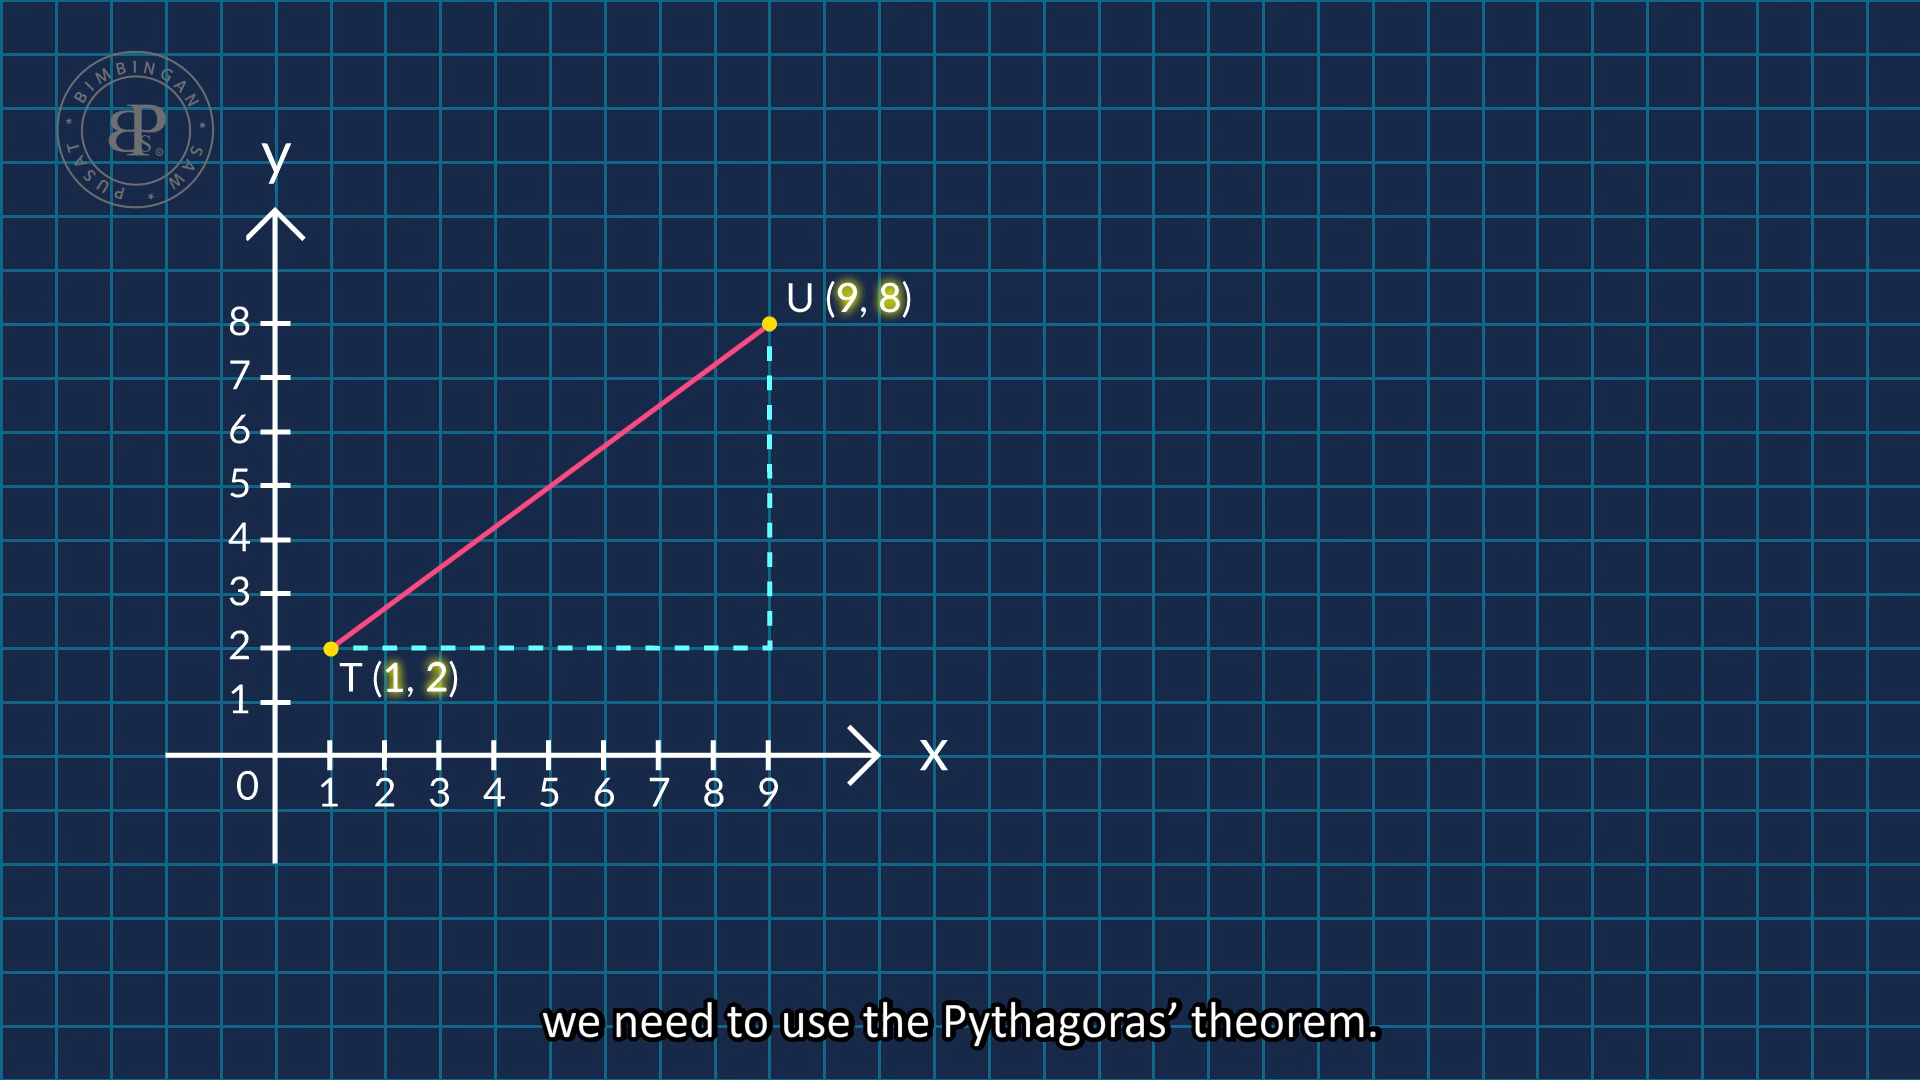 PUSAT * BIMBINGAN * SAW *
BPS®
y
U (9, 8)
8
7
6
5
4
3
2
T (1, 2)
1
x
0
1 2 3 4 5 6 7 8 9
we need to use the Pythagoras’ theorem.